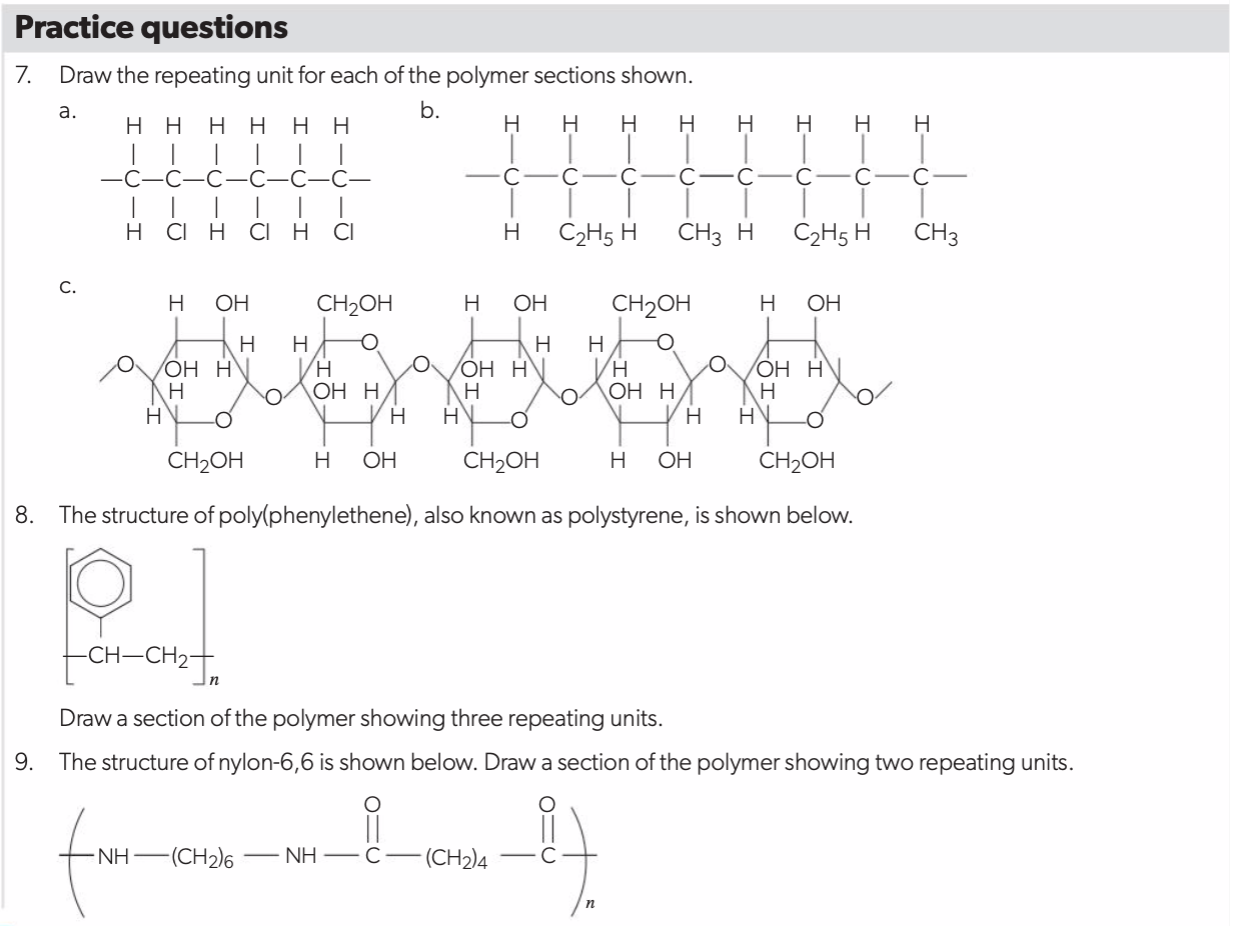 Practice questions
7. Draw the repeating unit for each of the polymer sections shown.
a.
H H H H H H
—C—C—C—C—C—C—
H Cl H Cl H Cl
b.
H H H H H H H H
—C—C—C—C—C—C—C—C—
H C₂H₅ H CH₃ H C₂H₅ H CH₃
c.
H OH CH₂OH H OH CH₂OH H OH
H H O H H O
O OH H H O OH H H O OH H
H O OH H H O OH H H O
H O H H O H H O
CH₂OH H OH CH₂OH H OH CH₂OH
8. The structure of poly(phenylethene), also known as polystyrene, is shown below.
—CH—CH₂—
n
Draw a section of the polymer showing three repeating units.
9. The structure of nylon-6,6 is shown below. Draw a section of the polymer showing two repeating units.
O O
—NH—(CH₂)₆—NH—C—(CH₂)₄—C—
n